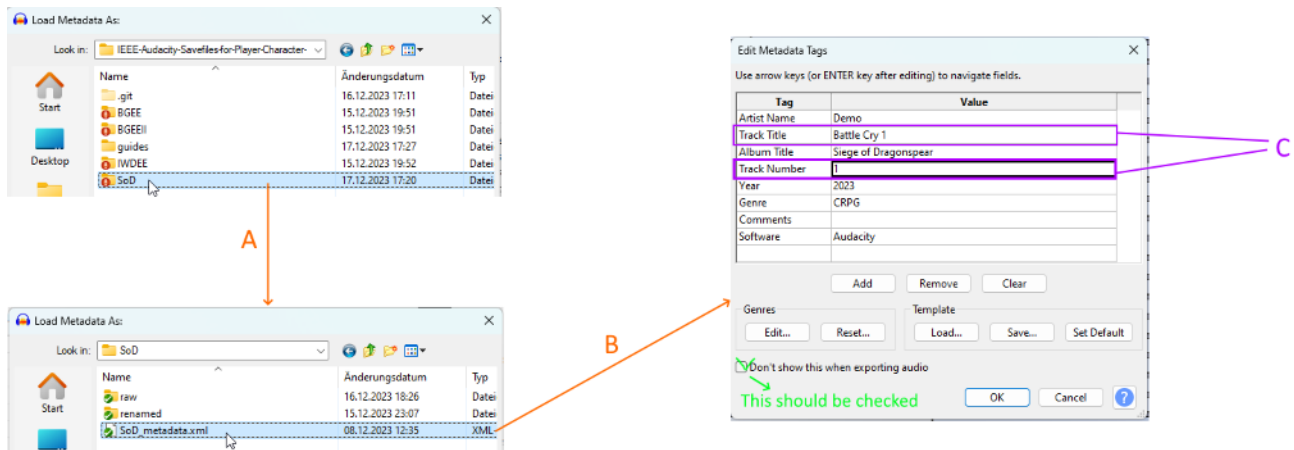 Load Metadata As:
Look in: IEEE-Audacity-Savefiles-for-Player-Character-
Name Änderungsdatum Typ
.git 16.12.2023 17:11 Datei
BGEE 15.12.2023 19:51 Datei
BGEEII 15.12.2023 19:51 Datei
guides 17.12.2023 17:27 Datei
IWDEE 15.12.2023 19:52 Datei
SoD 17.12.2023 17:20 Datei
Start
Desktop
A
Load Metadata As:
Look in: SoD
Name Änderungsdatum Typ
raw 16.12.2023 18:26 Datei
renamed 15.12.2023 23:07 Datei
SoD_metadata.xml 08.12.2023 12:35 XML
Start
B
Edit Metadata Tags
Use arrow keys (or ENTER key after editing) to navigate fields.
Tag Value
Artist Name Demo
Track Title Battle Cry 1
Album Title Siege of Dragonspear
Track Number 1
Year 2023
Genre CRPG
Comments
Software Audacity
C
Add Remove Clear
Genres Template
Edit... Reset... Load... Save... Set Default
Don't show this when exporting audio
This should be checked
OK Cancel ?